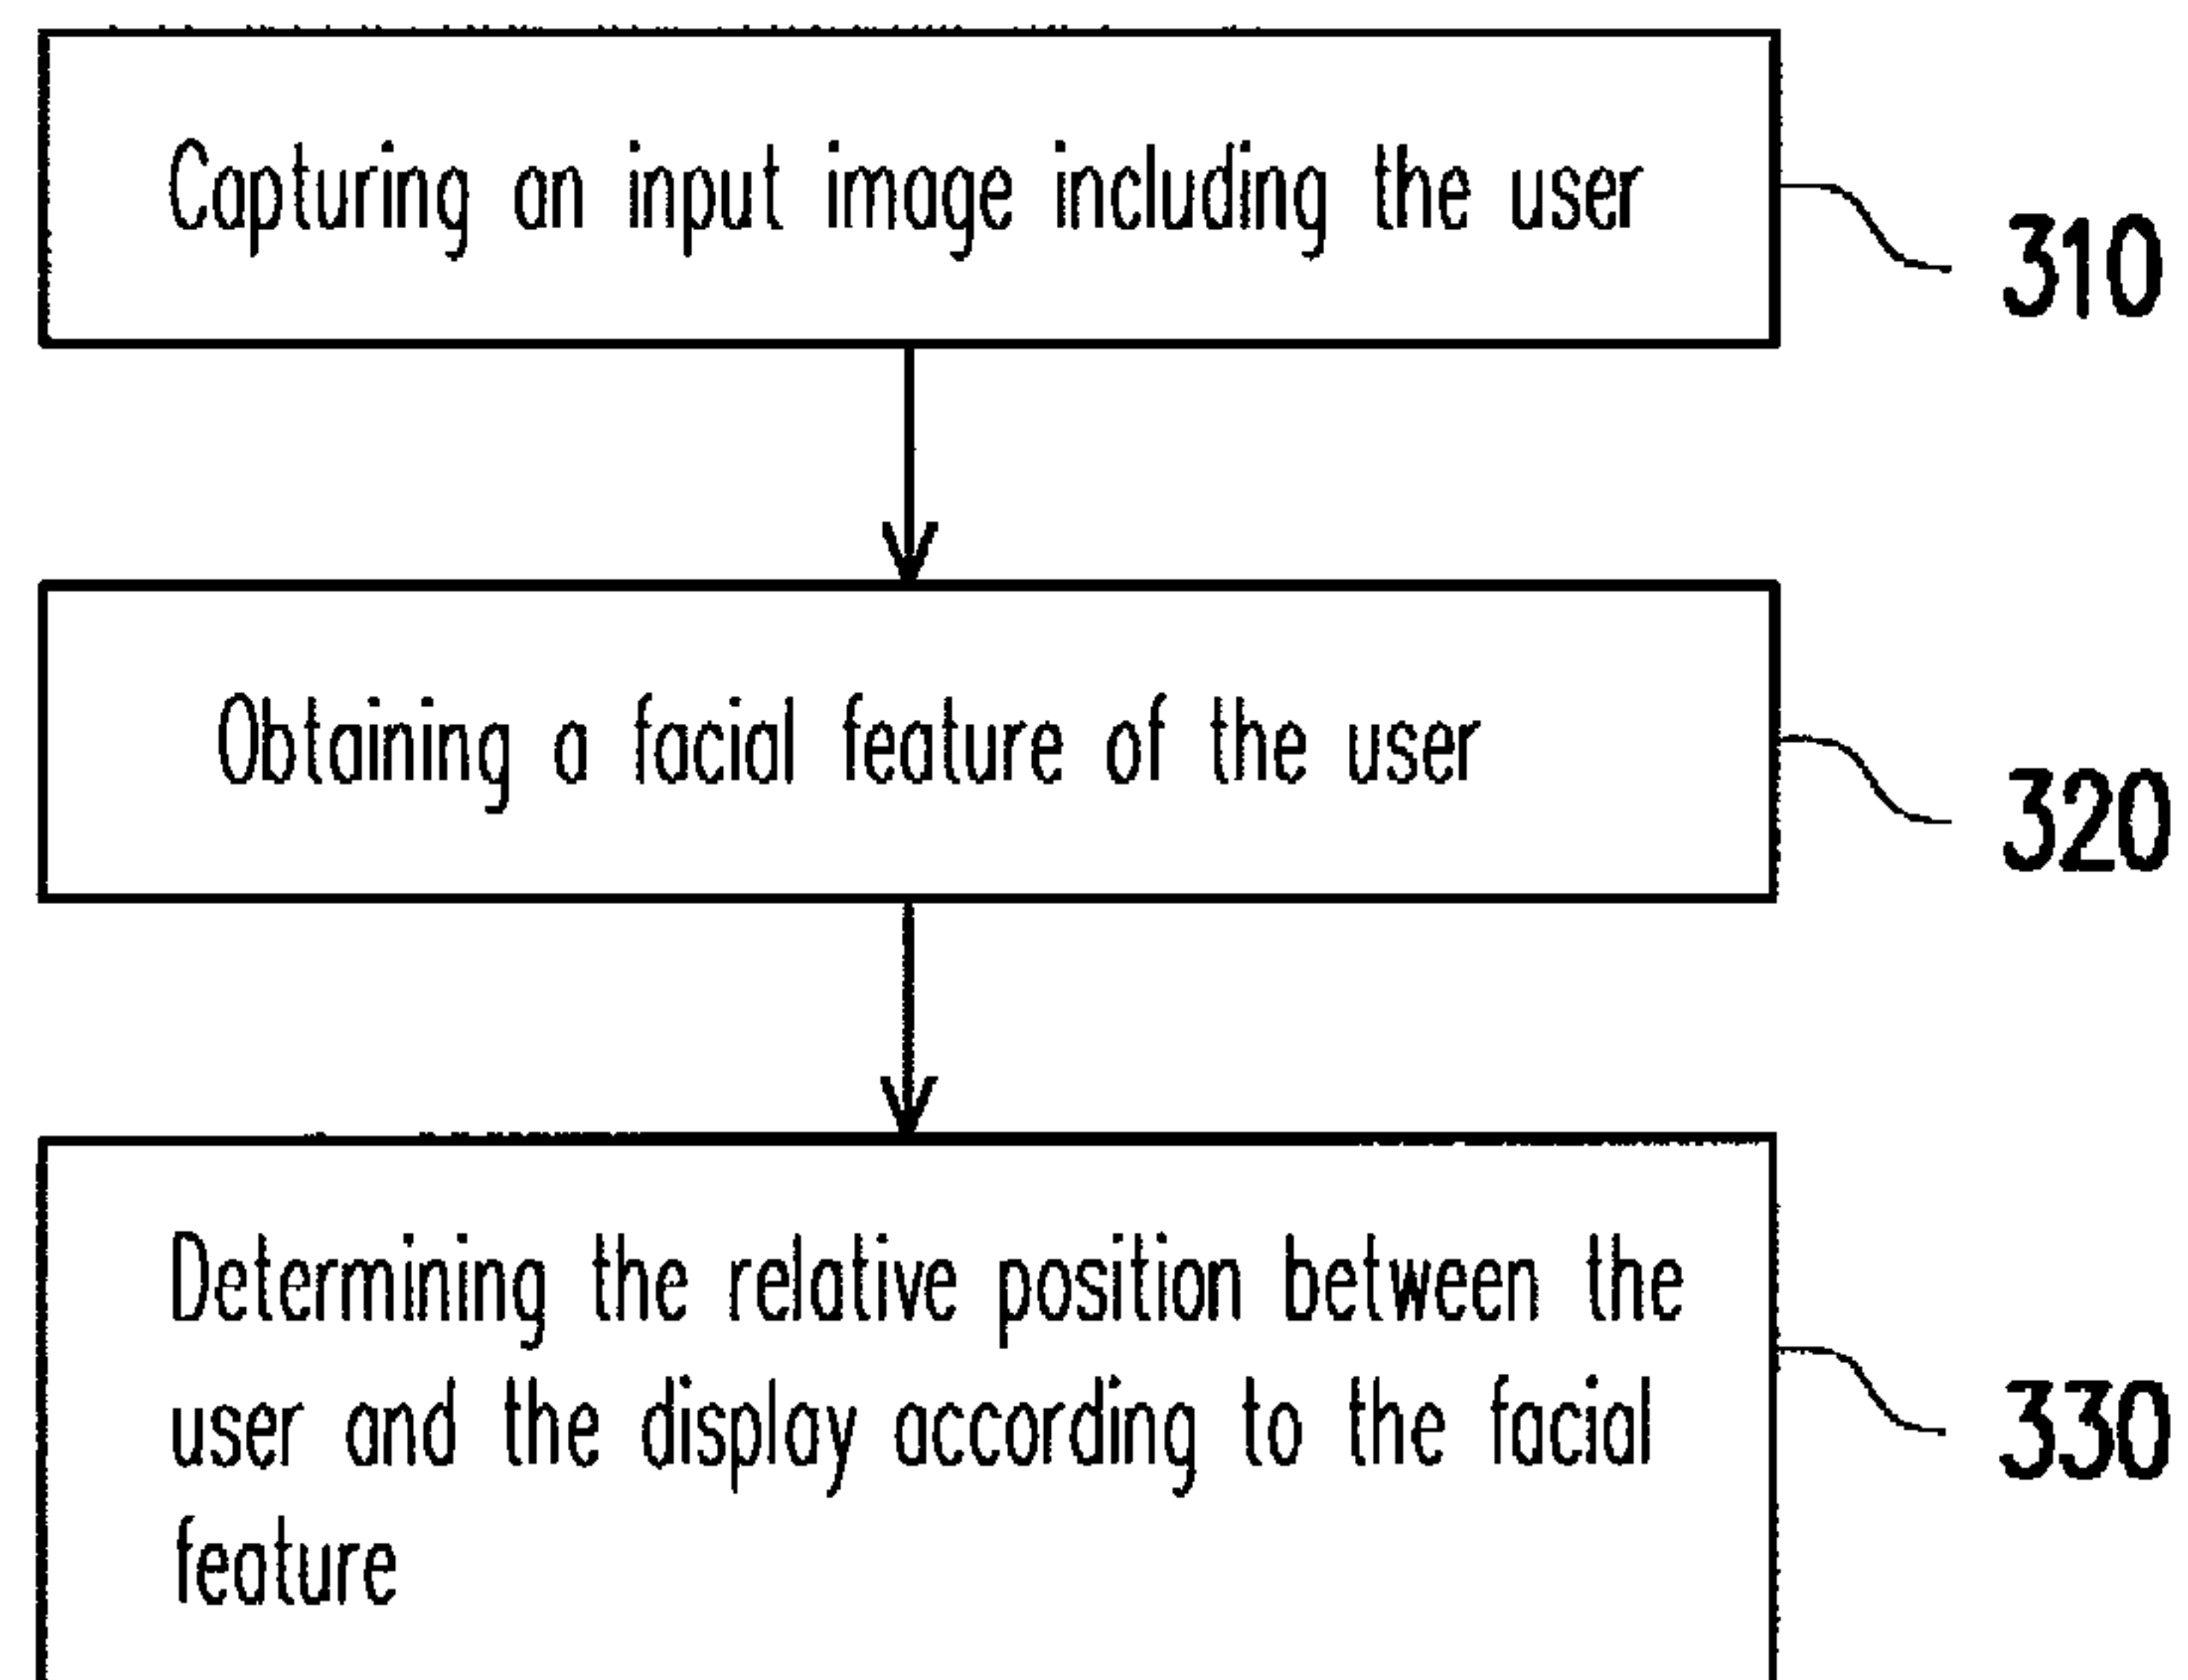 Capturing an input image including the user
310
Obtaining a facial feature of the user
320
Determining the relative position between the
user and the display according to the facial
feature
330